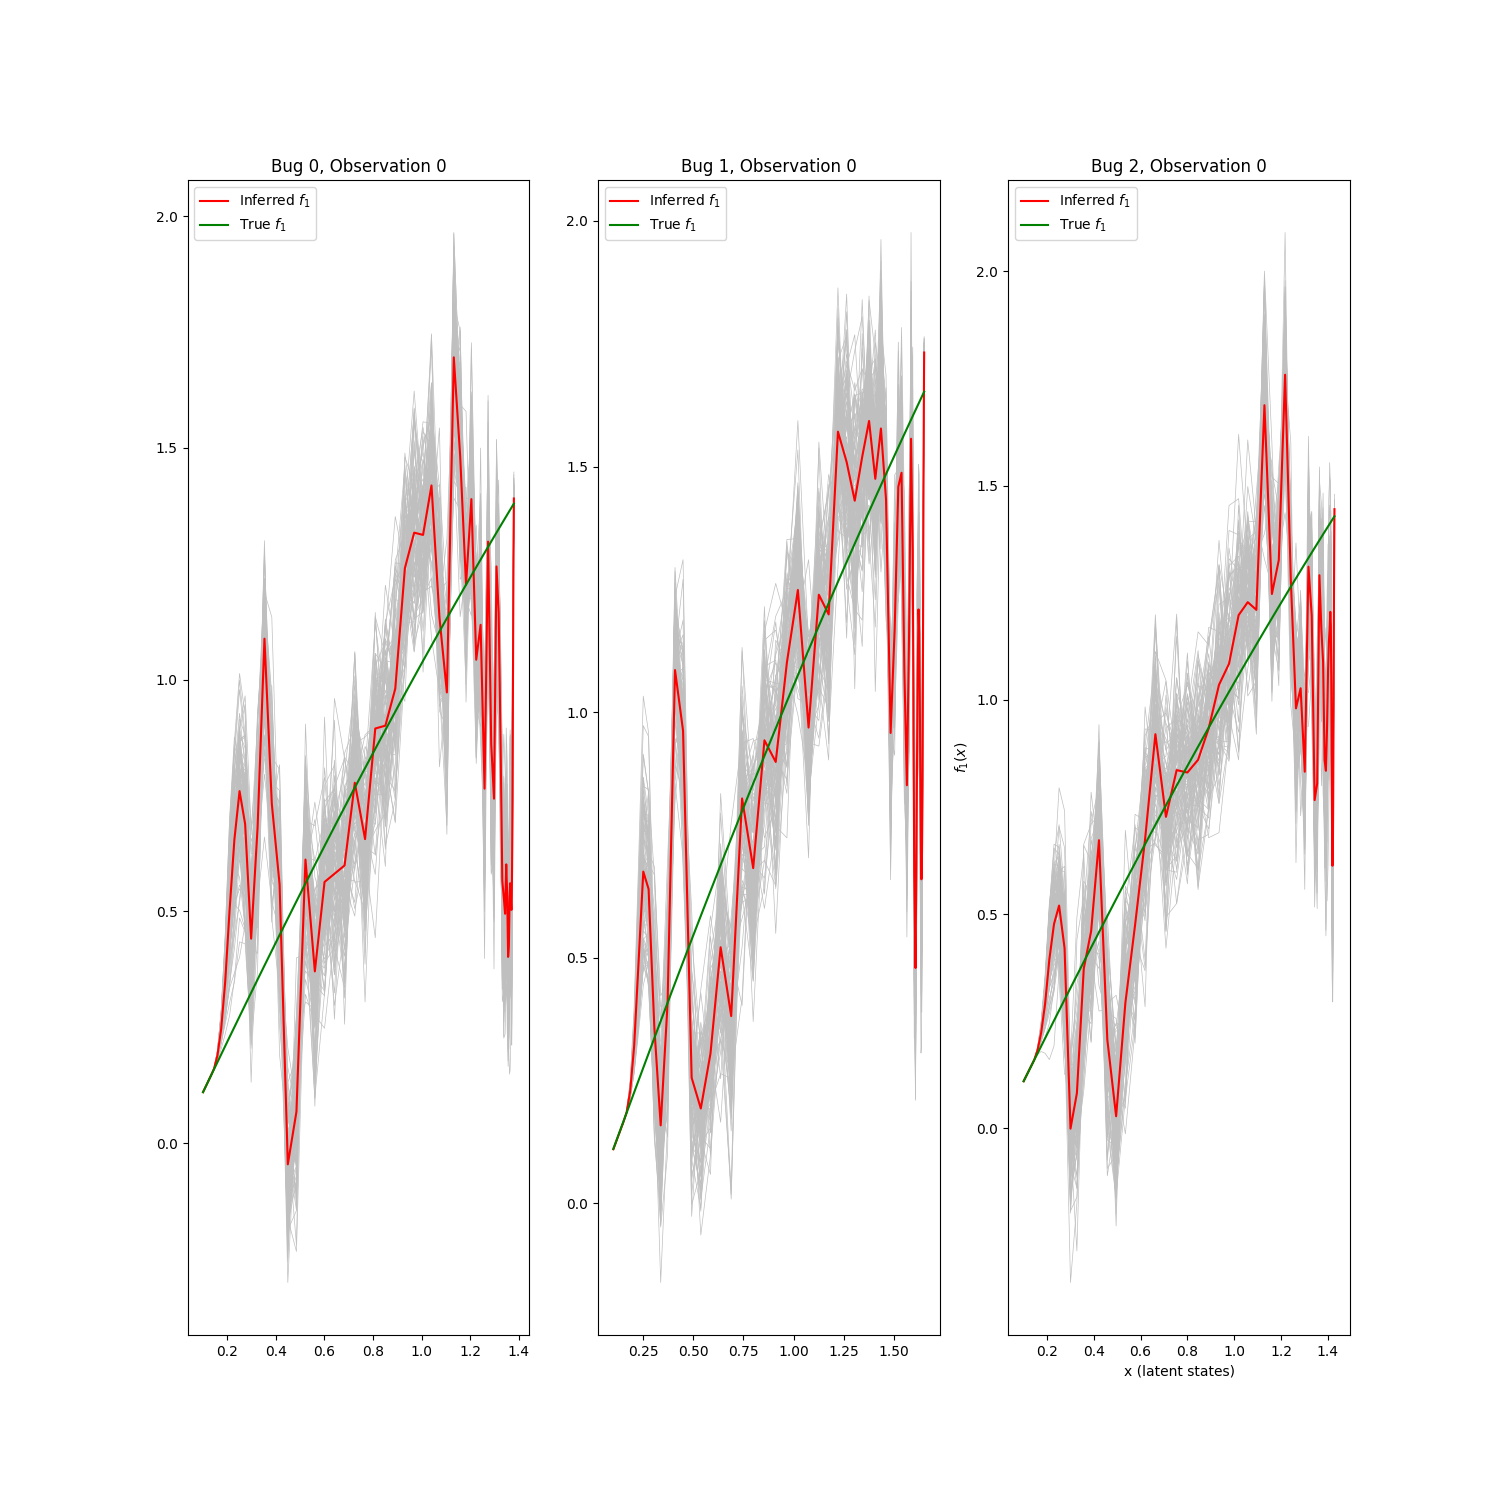 Bug 0, Observation 0
Inferred f₁
True f₁
2.0
1.5
1.0
0.5
0.0
0.2 0.4 0.6 0.8 1.0 1.2 1.4
Bug 1, Observation 0
Inferred f₁
True f₁
2.0
1.5
1.0
0.5
0.0
0.25 0.50 0.75 1.00 1.25 1.50
Bug 2, Observation 0
Inferred f₁
True f₁
f₁(x)
2.0
1.5
1.0
0.5
0.0
0.2 0.4 0.6 0.8 1.0 1.2 1.4
x (latent states)